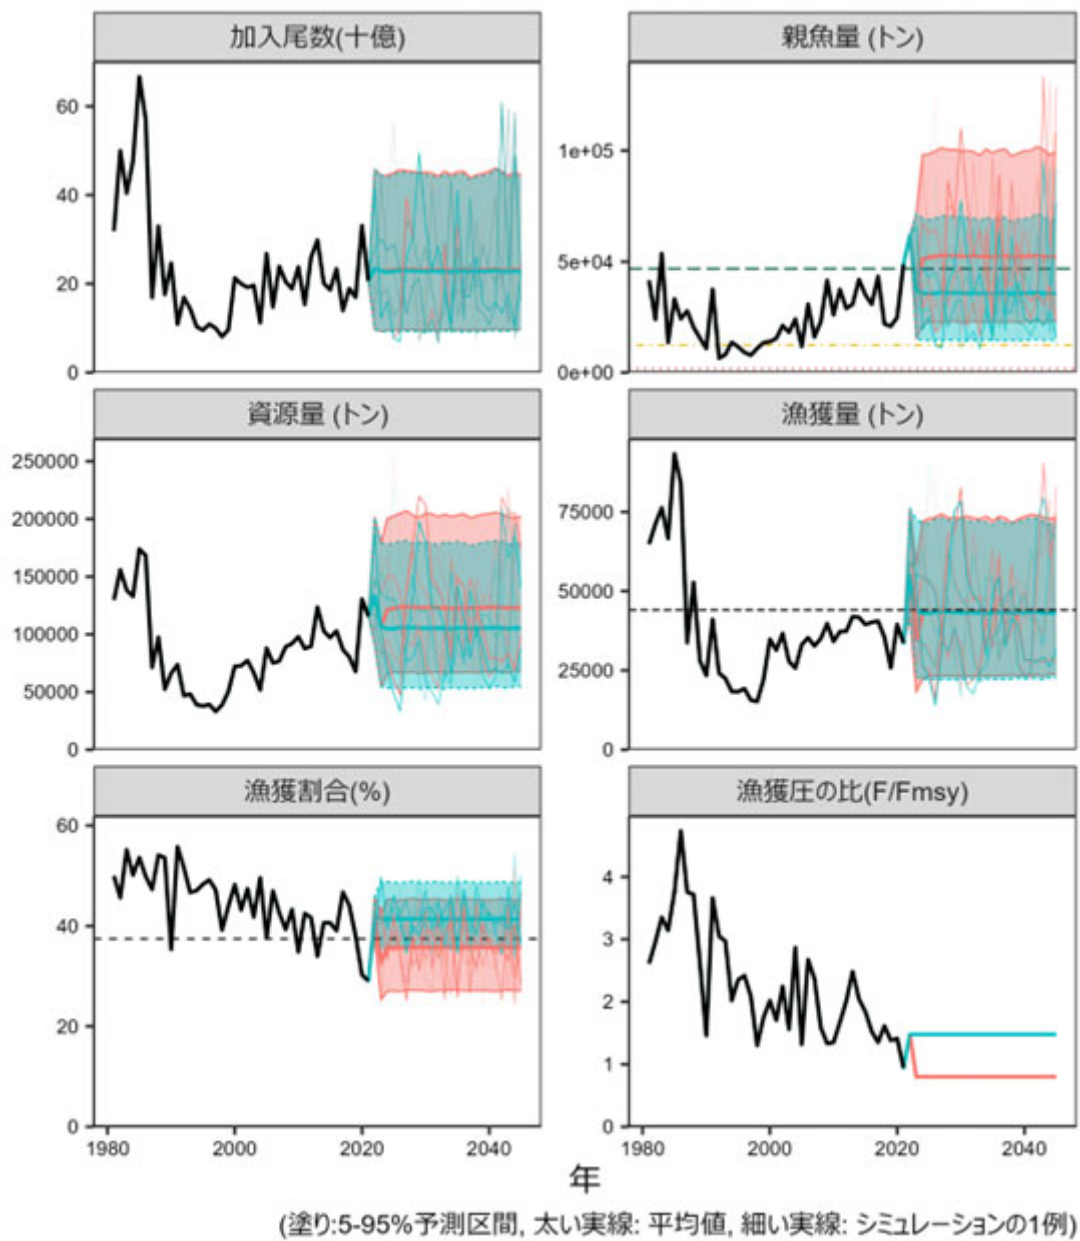 加入尾数(十億)
60
40
20
0
親魚量 (トン)
1e+05
5e+04
0e+00
資源量 (トン)
250000
200000
150000
100000
50000
0
漁獲量 (トン)
75000
50000
25000
0
漁獲割合(%)
60
40
20
0
1980 2000 2020 2040
漁獲圧の比(F/Fmsy)
4
3
2
1
0
1980 2000 2020 2040
年
(塗り:5-95%予測区間, 太い実線: 平均値, 細い実線: シミュレーションの1例)